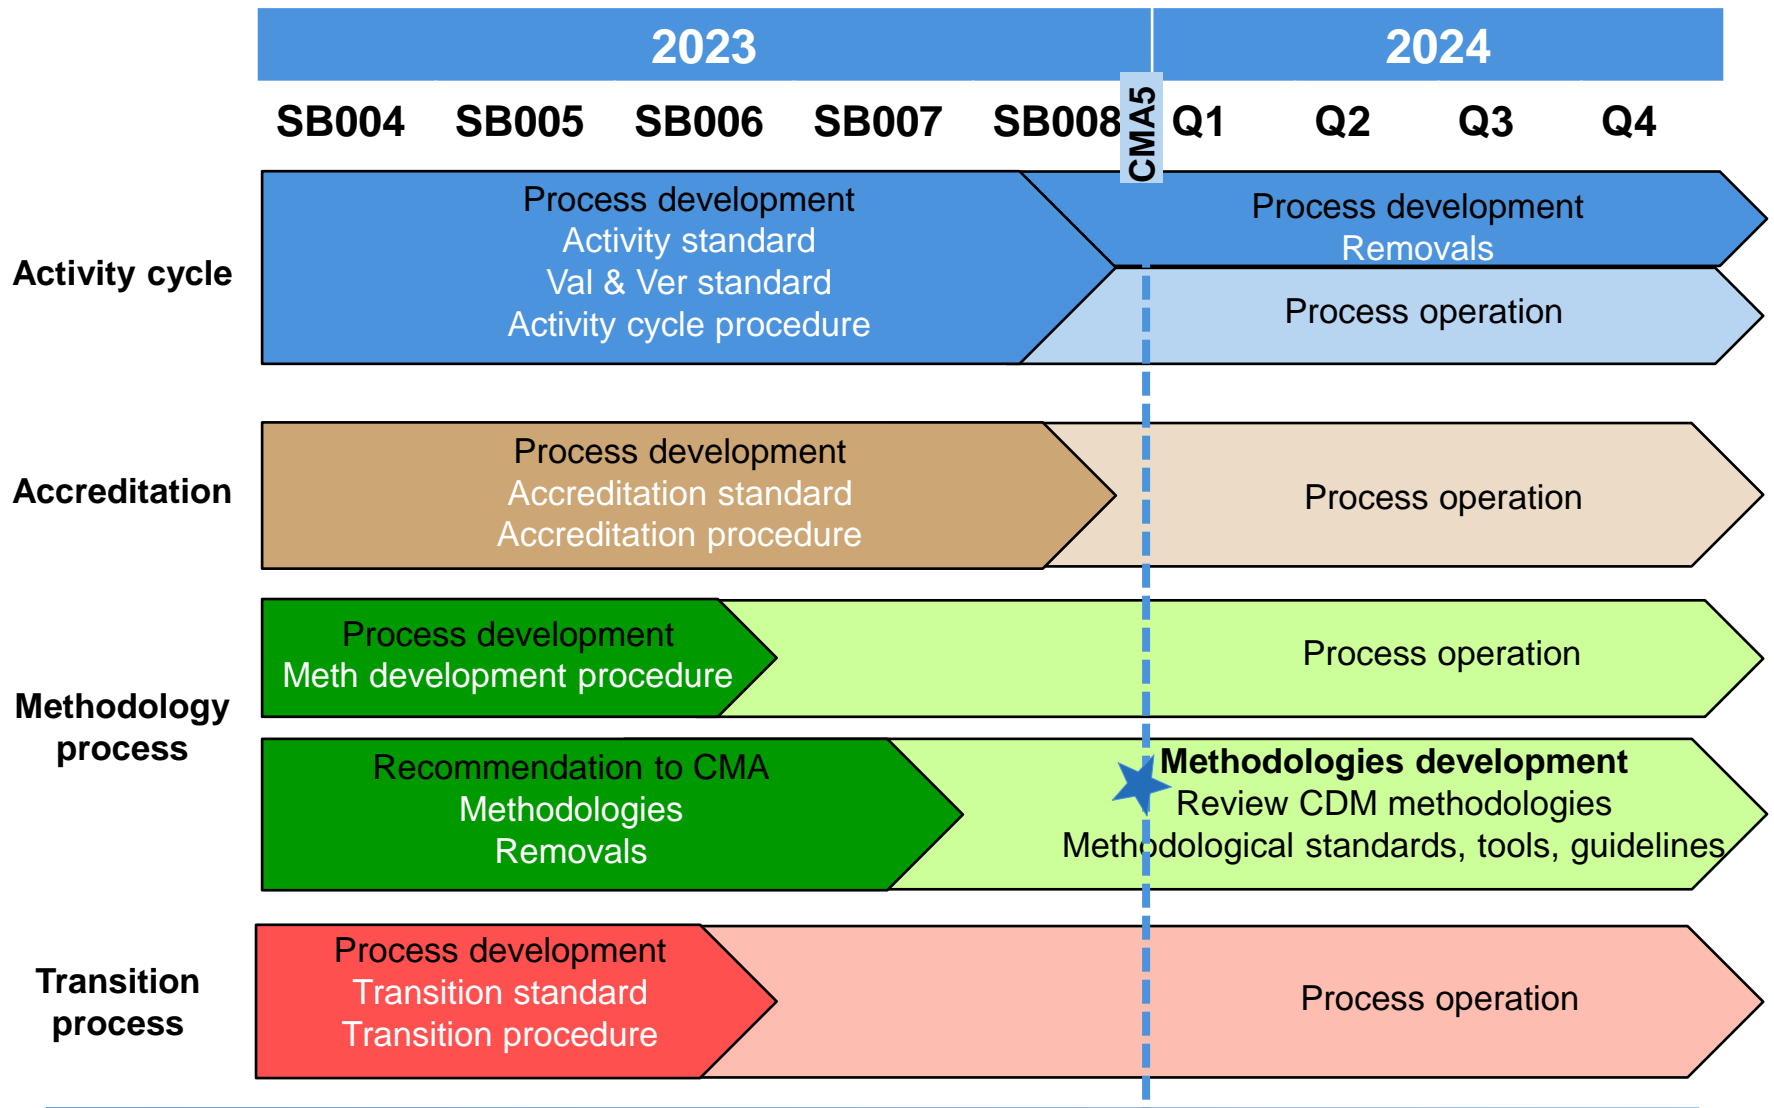 2023 2024
SB004 SB005 SB006 SB007 SB008 CMA5 Q1 Q2 Q3 Q4
Activity cycle
Process development
Activity standard
Val & Ver standard
Activity cycle procedure
Process development
Removals
Process operation
Accreditation
Process development
Accreditation standard
Accreditation procedure
Process operation
Methodology
process
Process development
Meth development procedure
Process operation
Recommendation to CMA
Methodologies
Removals
Methodologies development
Review CDM methodologies
Methodological standards, tools, guidelines
Transition
process
Process development
Transition standard
Transition procedure
Process operation